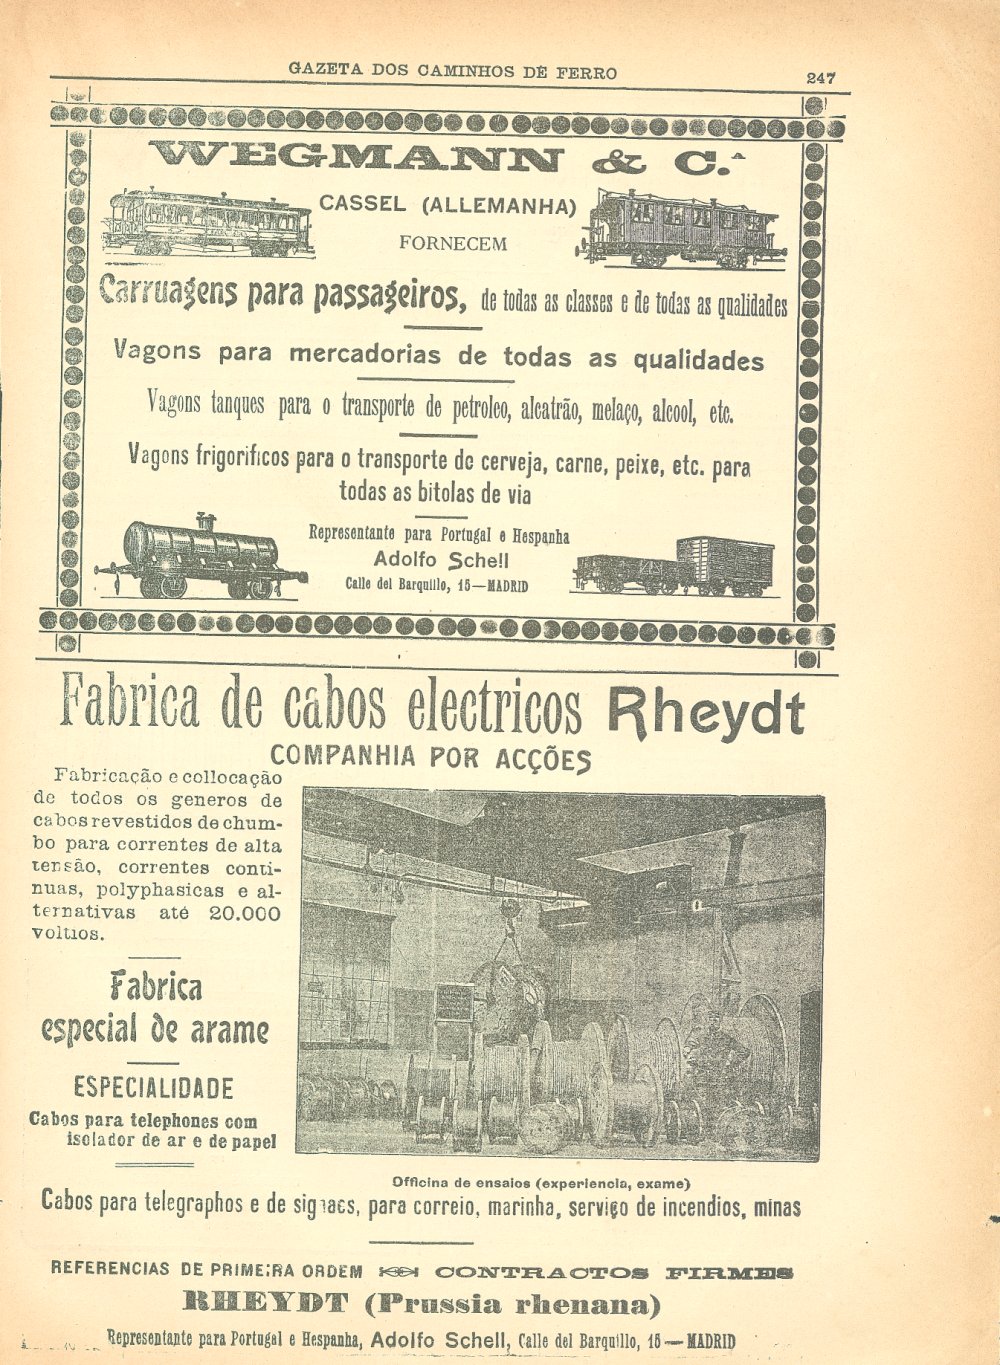 GAZETA DOS CAMINHOS DE FERRO
247
WEGMANN & C.ᴬ
CASSEL (ALLEMANHA)
FORNECEM
Carruagens para passageiros, de todas as classes e de todas as qualidades
Vagons para mercadorias de todas as qualidades
Vagons tanques para o transporte de petroleo, alcatrão, melaço, alcool, etc.
Vagons frigorificos para o transporte de cerveja, carne, peixe, etc. para
todas as bitolas de via
Representante para Portugal e Hespanha
Adolfo Schell
Calle del Barquillo, 15—MADRID
Fabrica de cabos electricos Rheydt
COMPANHIA POR ACÇÕES
Fabricação e collocação
de todos os generos de
cabos revestidos de chum-
bo para correntes de alta
tensão, correntes conti-
nuas, polyphasicas e al-
ternativas até 20.000
voltios.
Fabrica
especial de arame
ESPECIALIDADE
Cabos para telephones com
isolador de ar e de papel
Officina de ensaios (experiencia, exame)
Cabos para telegraphos e de signaes, para correio, marinha, serviço de incendios, minas
REFERENCIAS DE PRIMEIRA ORDEM CONTRACTOS FIRMES
RHEYDT (Prussia rhenana)
Representante para Portugal e Hespanha, Adolfo Schell, Calle del Barquillo, 15—MADRID